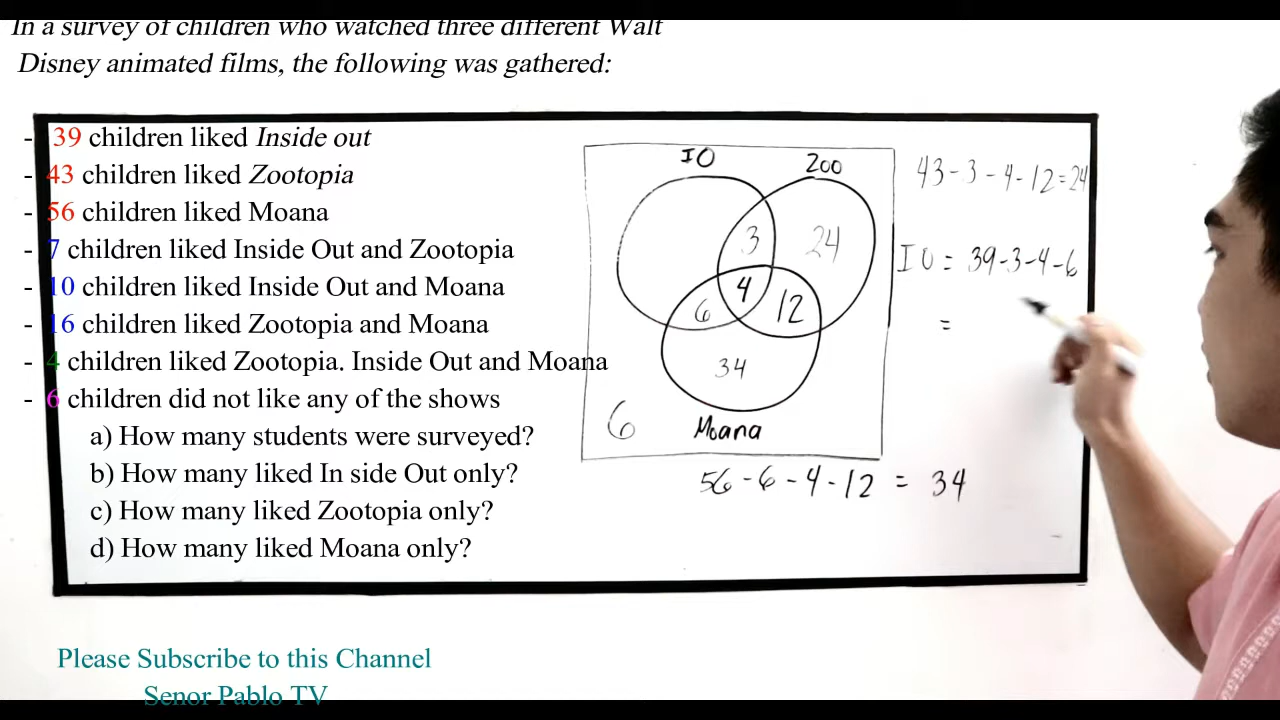 In a survey of children who watched three different Walt
Disney animated films, the following was gathered:
- 39 children liked Inside out
- 43 children liked Zootopia
- 56 children liked Moana
- 7 children liked Inside Out and Zootopia
- 10 children liked Inside Out and Moana
- 16 children liked Zootopia and Moana
- 4 children liked Zootopia. Inside Out and Moana
- 6 children did not like any of the shows
a) How many students were surveyed?
b) How many liked In side Out only?
c) How many liked Zootopia only?
d) How many liked Moana only?
IO
Zoo
3
24
4
6
12
34
6
Moana
43-3-4-12=24
IO = 39-3-4-6
=
56-6-4-12 = 34
Please Subscribe to this Channel
Senor Pablo TV